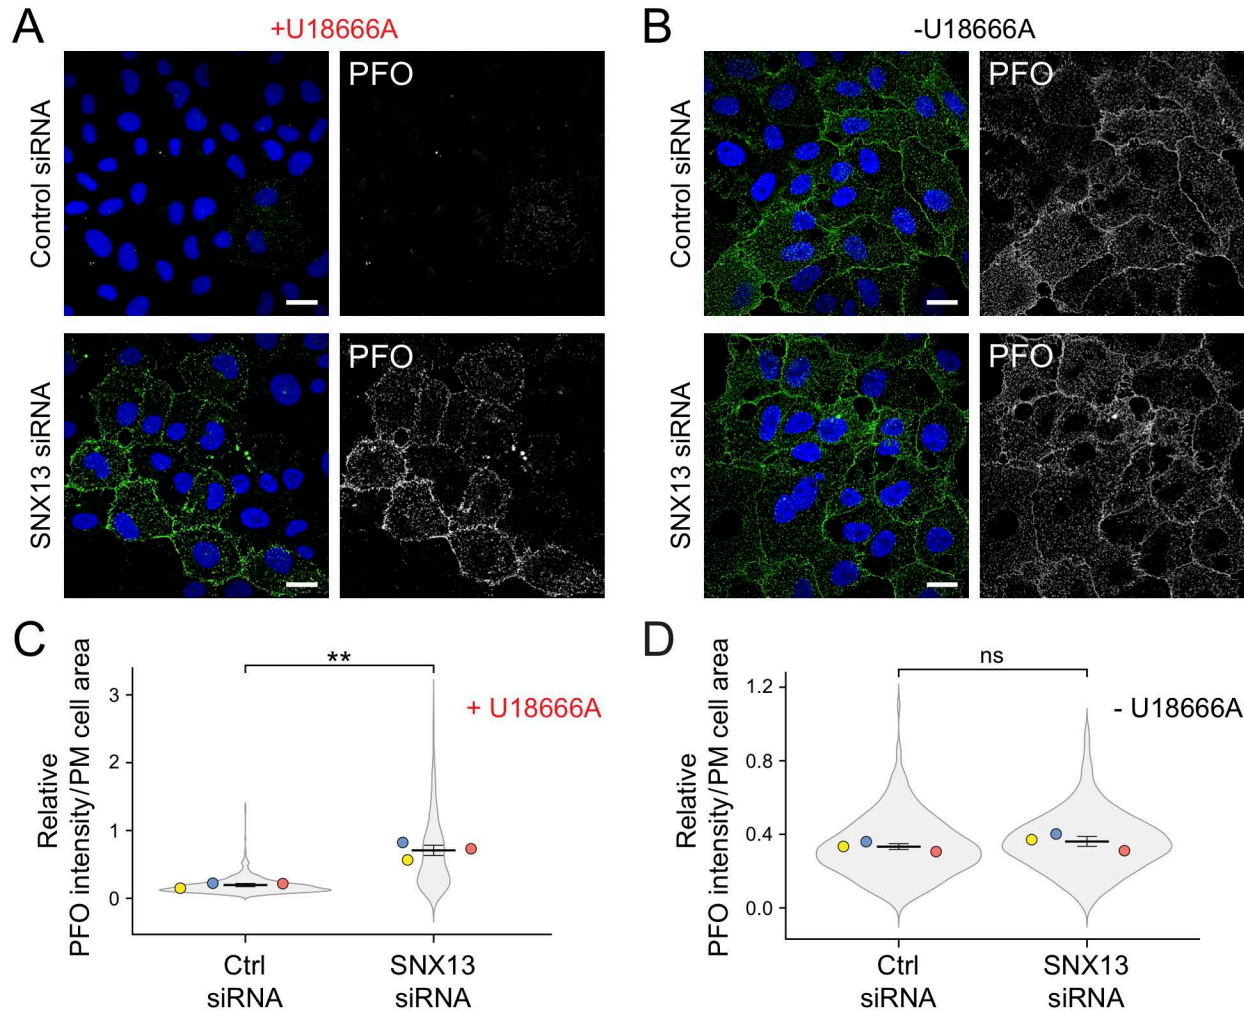 A
+U18666A
Control siRNA
PFO
SNX13 siRNA
PFO
B
-U18666A
Control siRNA
PFO
SNX13 siRNA
PFO
C
Relative
PFO intensity/PM cell area
3
2
1
0
**
+ U18666A
Ctrl
siRNA
SNX13
siRNA
D
Relative
PFO intensity/PM cell area
1.2
0.8
0.4
0.0
ns
- U18666A
Ctrl
siRNA
SNX13
siRNA